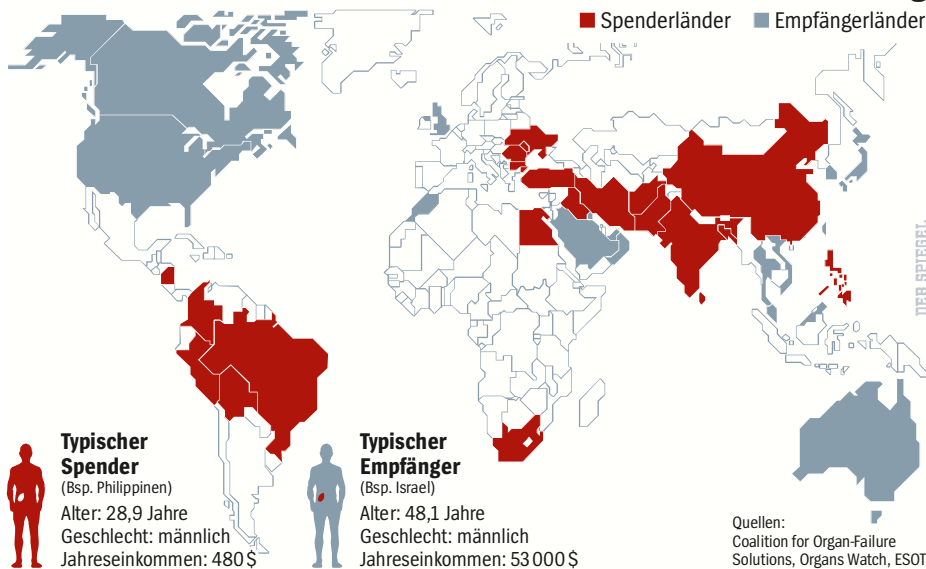 Spenderländer
Empfängerländer
DER SPIEGEL
Typischer
Spender
(Bsp. Philippinen)
Alter: 28,9 Jahre
Geschlecht: männlich
Jahreseinkommen: 480 $
Typischer
Empfänger
(Bsp. Israel)
Alter: 48,1 Jahre
Geschlecht: männlich
Jahreseinkommen: 53 000 $
Quellen:
Coalition for Organ-Failure
Solutions, Organs Watch, ESOT